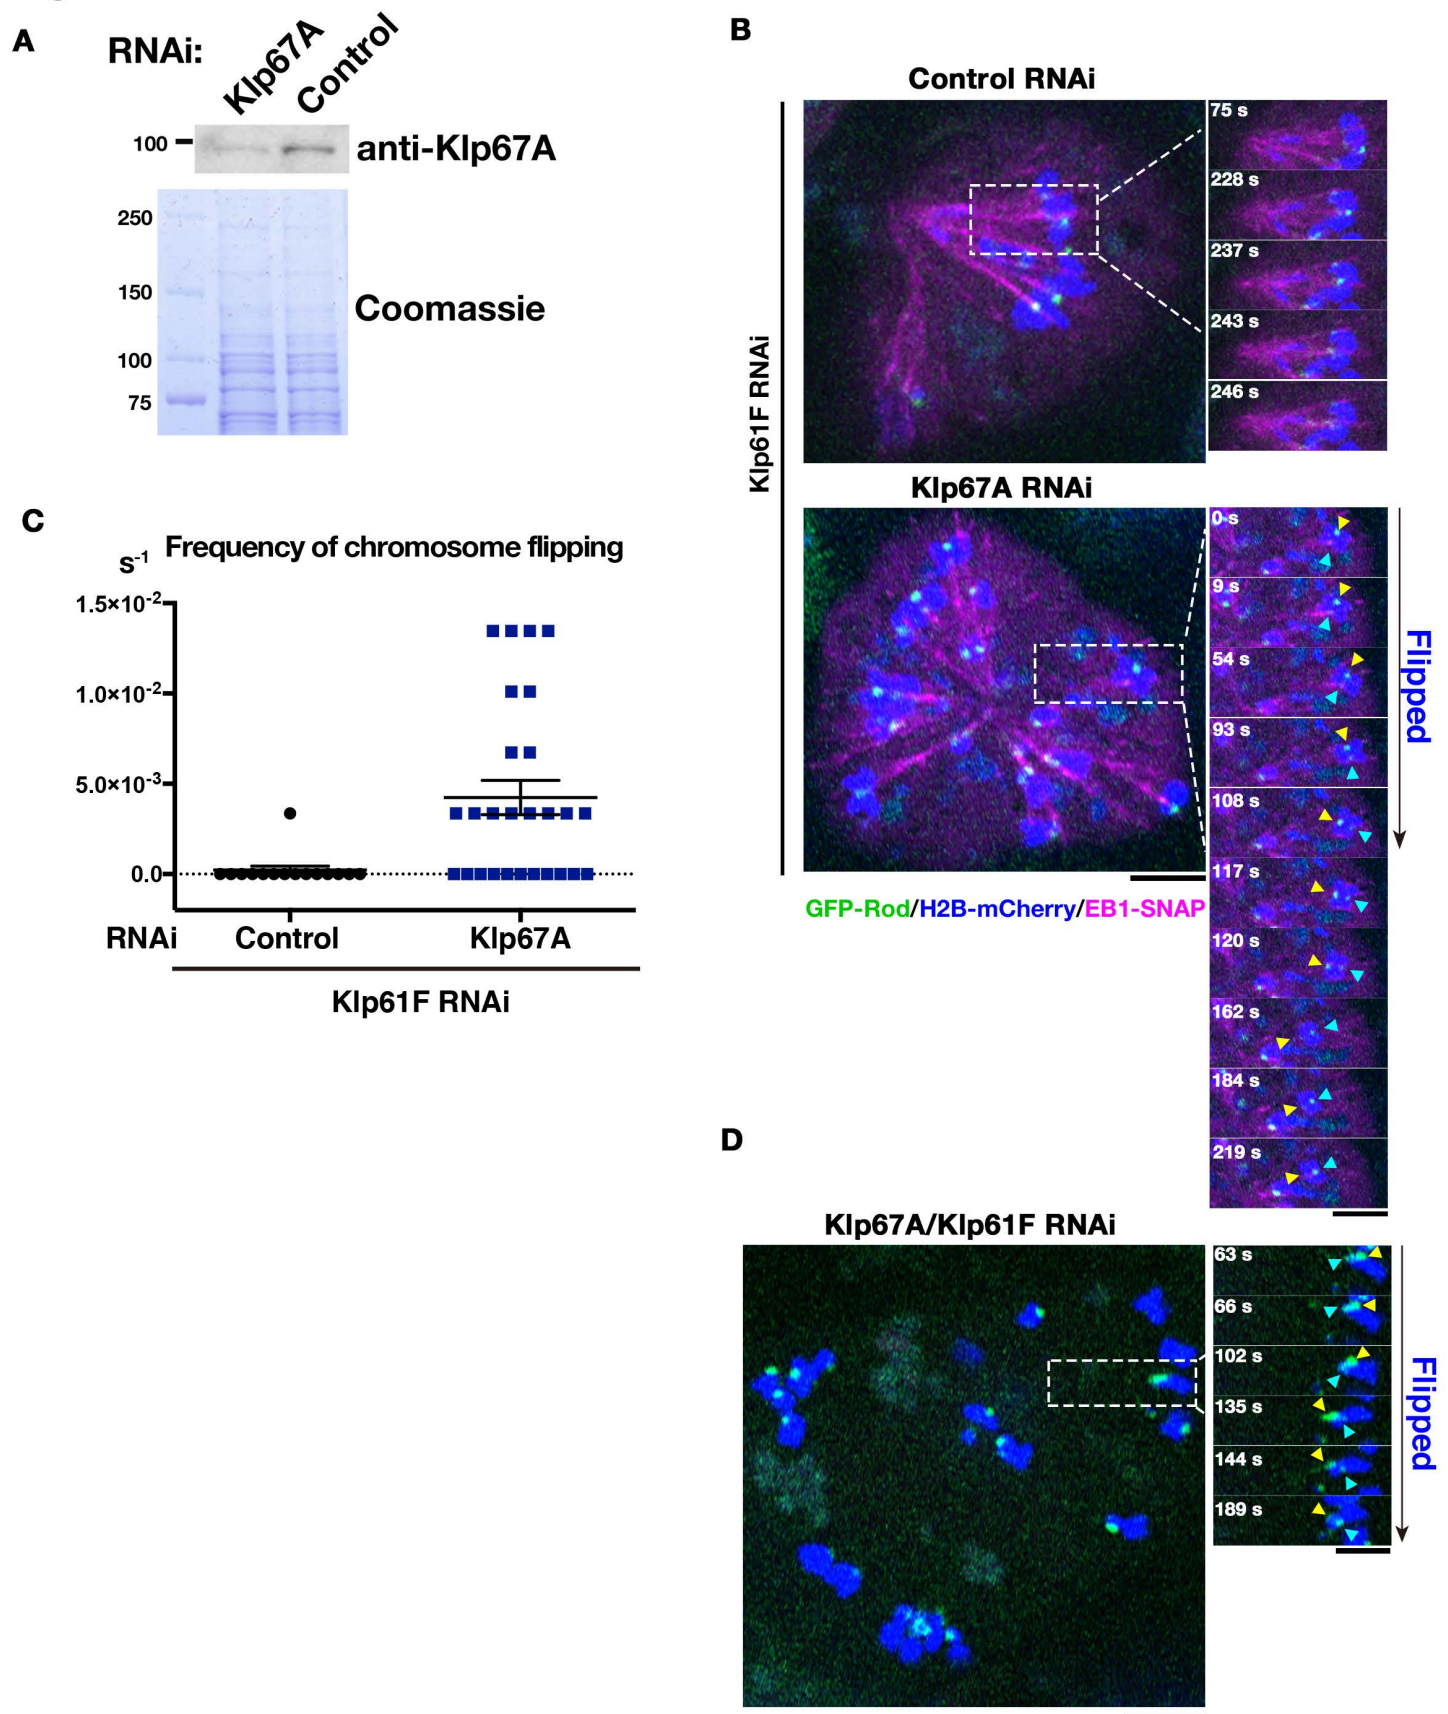 A
RNAi:
Klp67A
Control
100
anti-Klp67A
250
150
100
75
Coomassie
B
Control RNAi
Klp61F RNAi
75 s
228 s
237 s
243 s
246 s
Klp67A RNAi
0 s
9 s
54 s
93 s
108 s
117 s
120 s
162 s
184 s
219 s
Flipped
GFP-Rod/H2B-mCherry/EB1-SNAP
C
Frequency of chromosome flipping
s⁻¹
1.5×10⁻²
1.0×10⁻²
5.0×10⁻³
0.0
RNAi Control Klp67A
Klp61F RNAi
D
Klp67A/Klp61F RNAi
63 s
66 s
102 s
135 s
144 s
189 s
Flipped